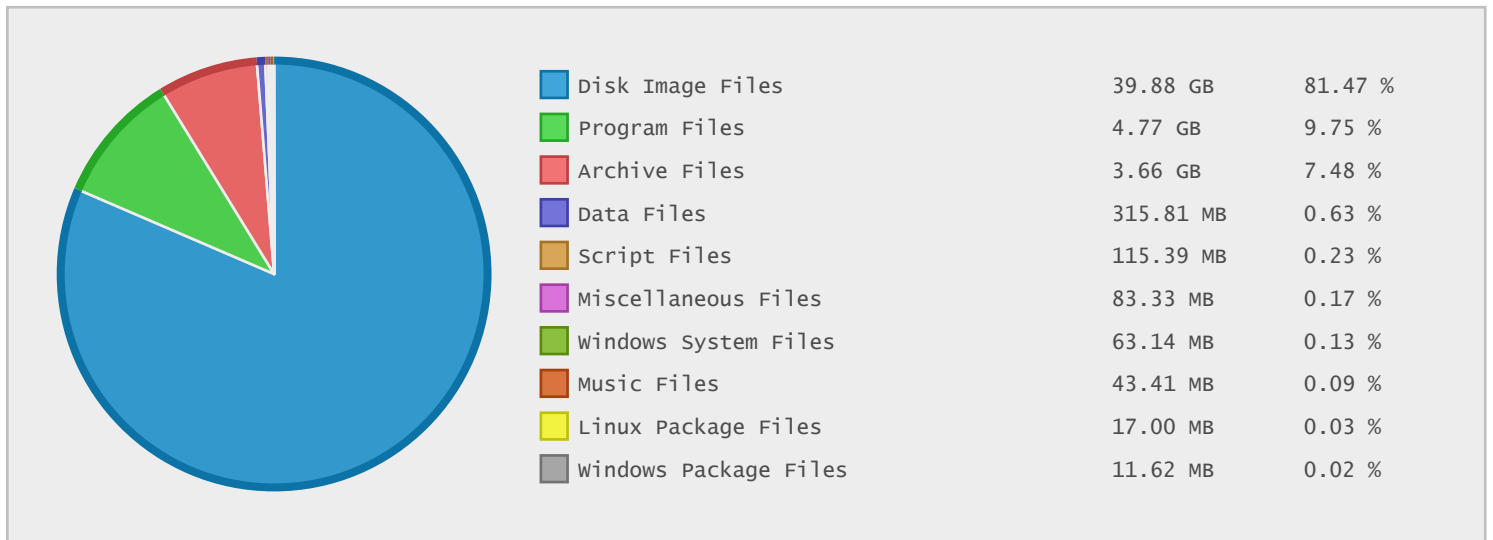 Disk Image Files 39.88 GB 81.47 %
Program Files 4.77 GB 9.75 %
Archive Files 3.66 GB 7.48 %
Data Files 315.81 MB 0.63 %
Script Files 115.39 MB 0.23 %
Miscellaneous Files 83.33 MB 0.17 %
Windows System Files 63.14 MB 0.13 %
Music Files 43.41 MB 0.09 %
Linux Package Files 17.00 MB 0.03 %
Windows Package Files 11.62 MB 0.02 %